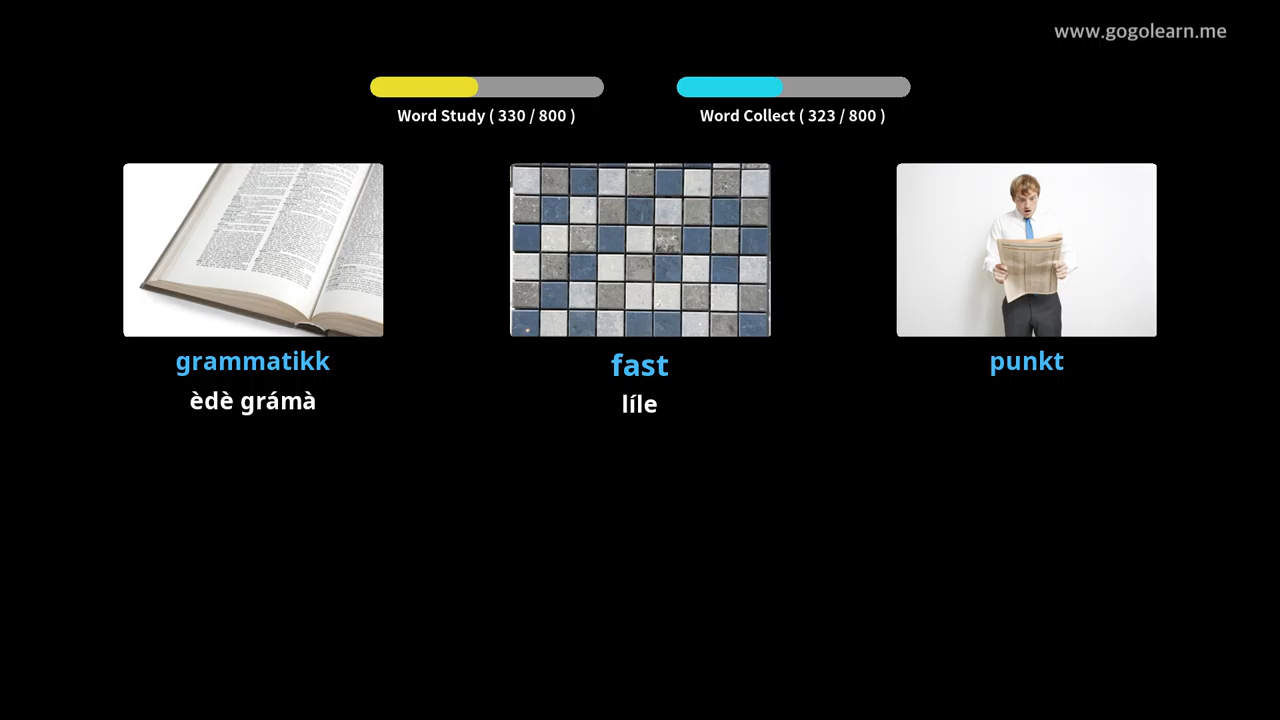 www.gogolearn.me
Word Study ( 330 / 800 )
Word Collect ( 323 / 800 )
grammatikk
èdè grámà
fast
líle
punkt